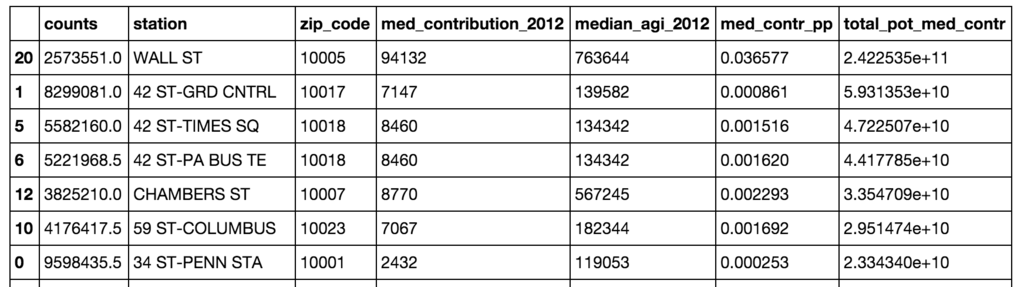 counts station zip_code med_contribution_2012 median_agi_2012 med_contr_pp total_pot_med_contr
20 2573551.0 WALL ST 10005 94132 763644 0.036577 2.422535e+11
1 8299081.0 42 ST-GRD CNTRL 10017 7147 139582 0.000861 5.931353e+10
5 5582160.0 42 ST-TIMES SQ 10018 8460 134342 0.001516 4.722507e+10
6 5221968.5 42 ST-PA BUS TE 10018 8460 134342 0.001620 4.417785e+10
12 3825210.0 CHAMBERS ST 10007 8770 567245 0.002293 3.354709e+10
10 4176417.5 59 ST-COLUMBUS 10023 7067 182344 0.001692 2.951474e+10
0 9598435.5 34 ST-PENN STA 10001 2432 119053 0.000253 2.334340e+10